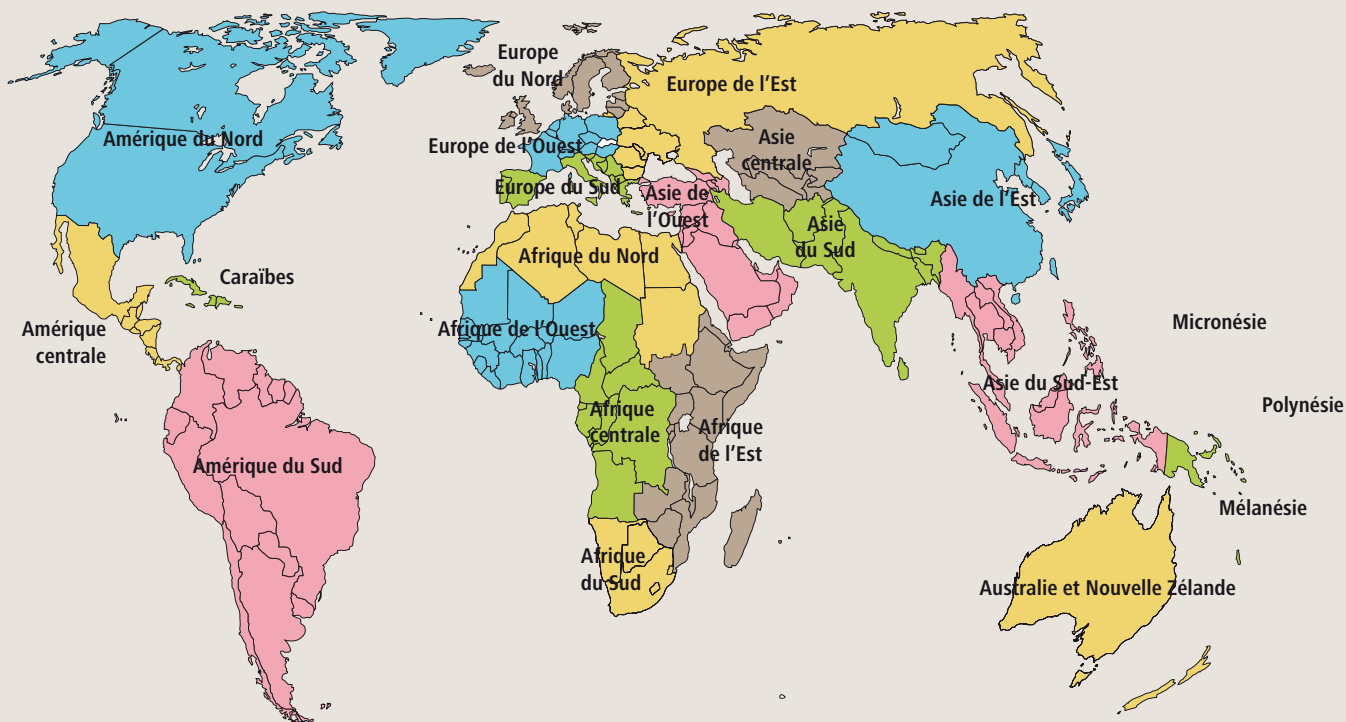 Europe
du Nord
Europe de l'Est
Amérique du Nord
Europe de l'Ouest
Asie
centrale
Europe du Sud
Asie de
l'Ouest
Asie de l'Est
Asie
du Sud
Afrique du Nord
Caraïbes
Amérique
centrale
Afrique de l'Ouest
Micronésie
Asie du Sud-Est
Polynésie
Afrique
centrale
Afrique
de l'Est
Amérique du Sud
Mélanésie
Afrique
du Sud
Australie et Nouvelle Zélande